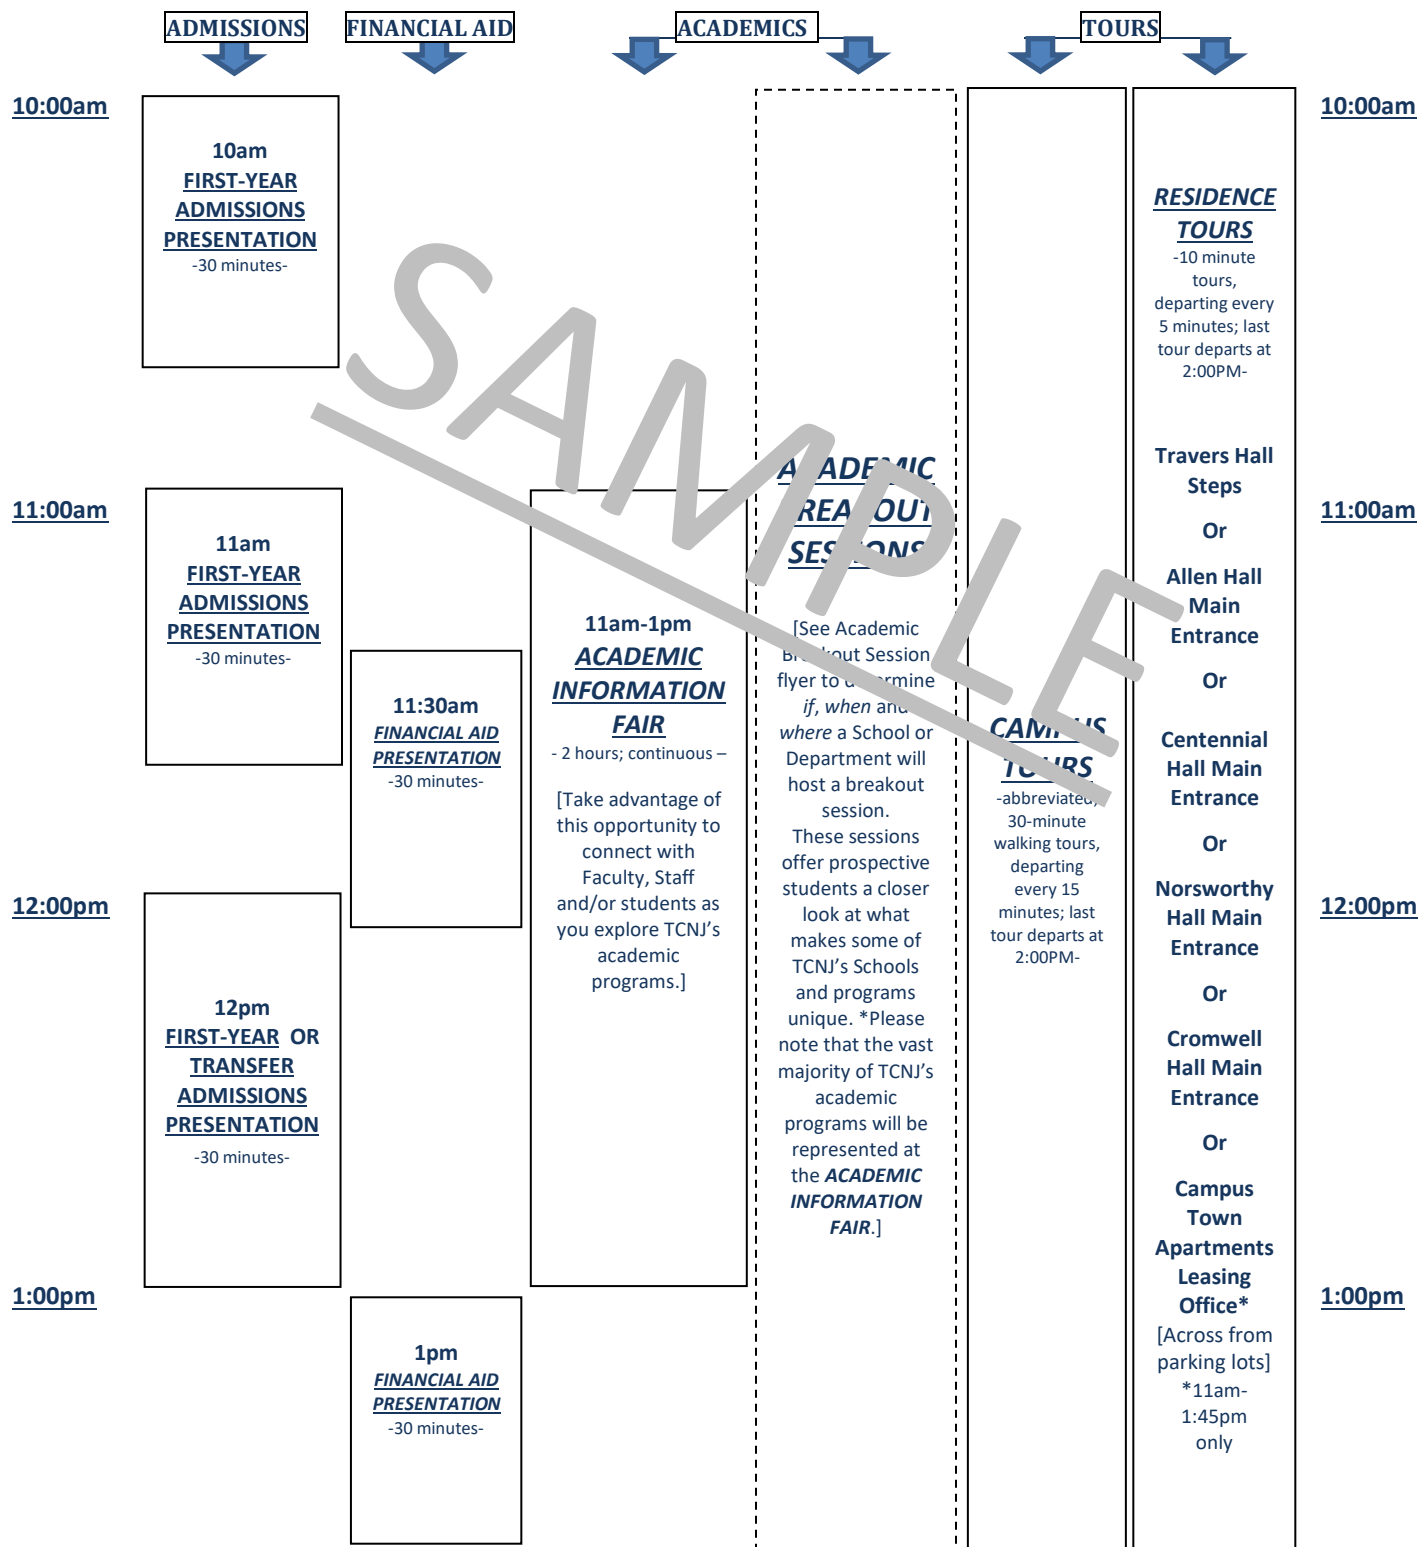 ADMISSIONS
FINANCIAL AID
ACADEMICS
TOURS
10:00am
11:00am
12:00pm
1:00pm
10am
FIRST-YEAR
ADMISSIONS
PRESENTATION
-30 minutes-
11am
FIRST-YEAR
ADMISSIONS
PRESENTATION
-30 minutes-
12pm
FIRST-YEAR OR
TRANSFER
ADMISSIONS
PRESENTATION
-30 minutes-
11:30am
FINANCIAL AID
PRESENTATION
-30 minutes-
1pm
FINANCIAL AID
PRESENTATION
-30 minutes-
11am-1pm
ACADEMIC
INFORMATION
FAIR
- 2 hours; continuous –
[Take advantage of
this opportunity to
connect with
Faculty, Staff
and/or students as
you explore TCNJ's
academic
programs.]
ACADEMIC
BREAKOUT
SESSIONS
[See Academic
Breakout Session
flyer to determine
if, when and
where a School or
Department will
host a breakout
session.
These sessions
offer prospective
students a closer
look at what
makes some of
TCNJ's Schools
and programs
unique. *Please
note that the vast
majority of TCNJ's
academic
programs will be
represented at
the ACADEMIC
INFORMATION
FAIR.]
CAMPUS
TOURS
-abbreviated,
30-minute
walking tours,
departing
every 15
minutes; last
tour departs at
2:00PM-
RESIDENCE
TOURS
-10 minute
tours,
departing every
5 minutes; last
tour departs at
2:00PM-
Travers Hall
Steps
Or
Allen Hall
Main
Entrance
Or
Centennial
Hall Main
Entrance
Or
Norsworthy
Hall Main
Entrance
Or
Cromwell
Hall Main
Entrance
Or
Campus
Town
Apartments
Leasing
Office*
[Across from
parking lots]
*11am-
1:45pm
only
10:00am
11:00am
12:00pm
1:00pm
SAMPLE